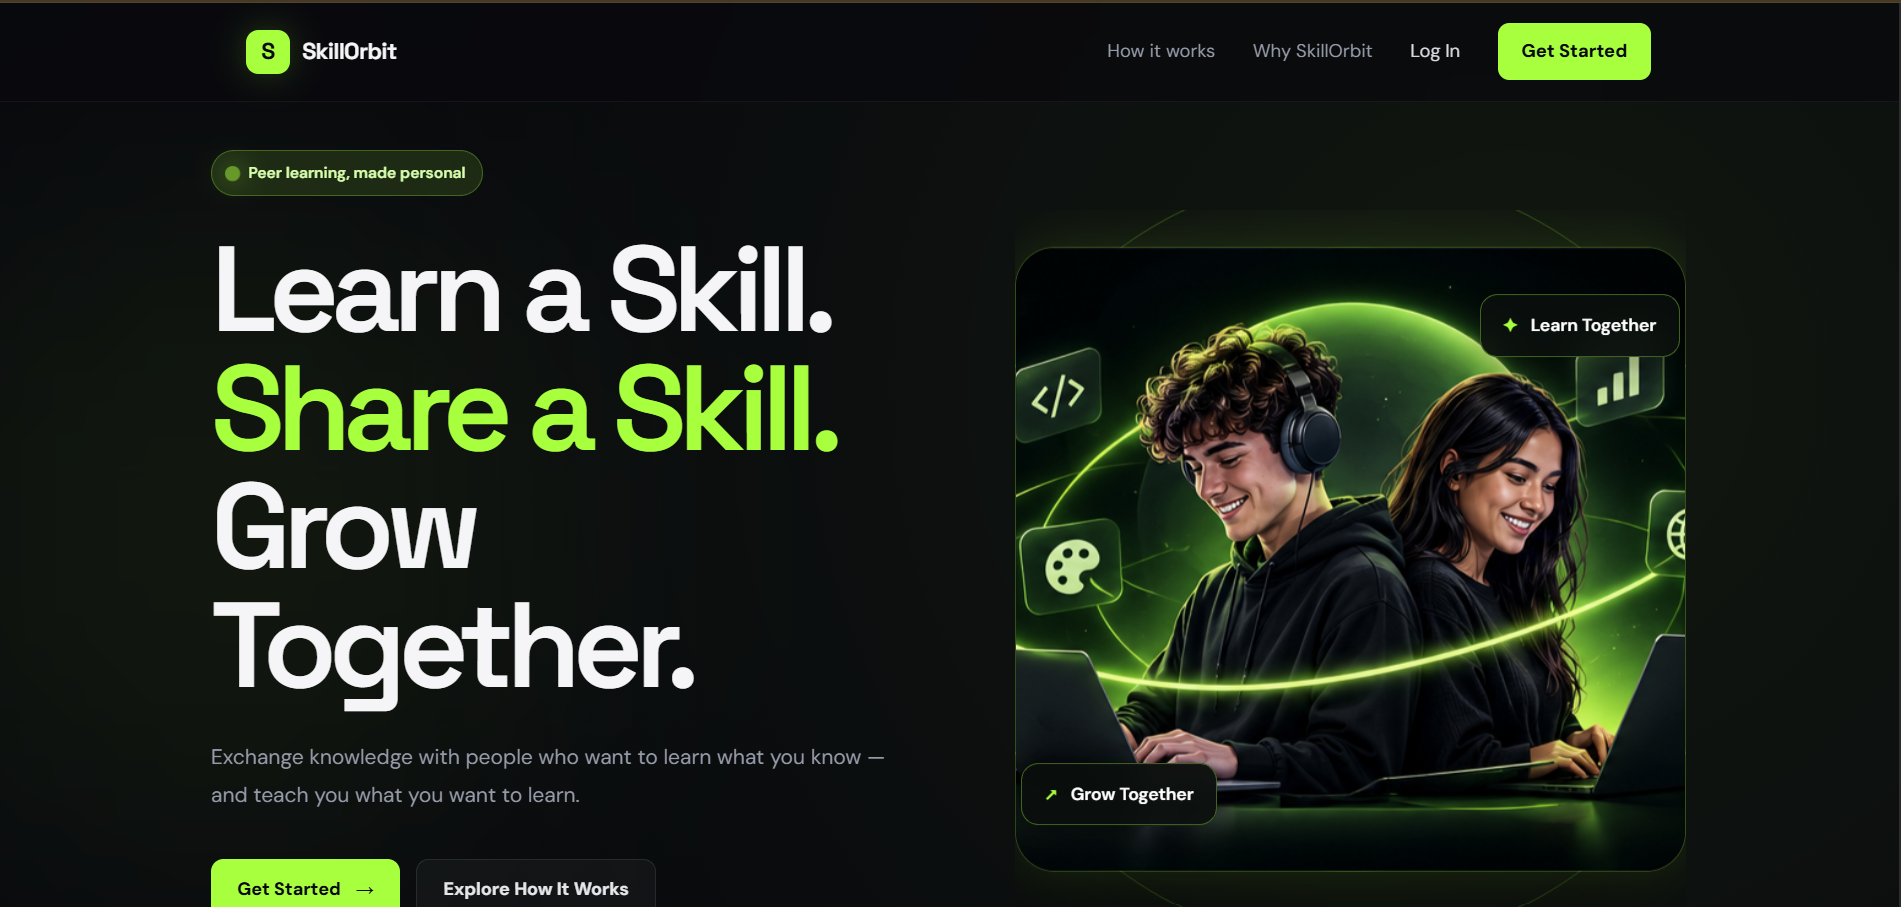 S SkillOrbit
How it works Why SkillOrbit Log In Get Started
Peer learning, made personal
Learn a Skill.
Share a Skill.
Grow
Together.
Exchange knowledge with people who want to learn what you know —
and teach you what you want to learn.
Get Started →
Explore How It Works
✦ Learn Together
</>
↗ Grow Together